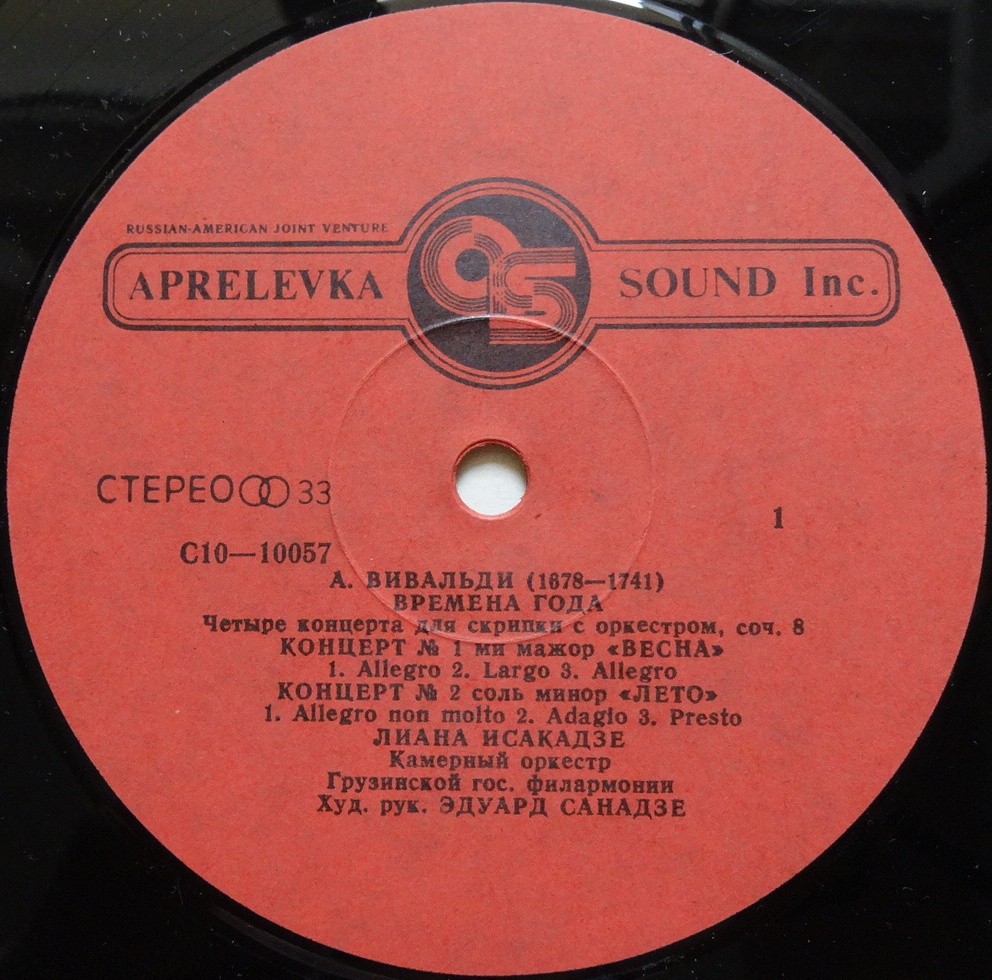 RUSSIAN-AMERICAN JOINT VENTURE
APRELEVKA SOUND Inc.
СТЕРЕО 33
1
С10—10057
А. ВИВАЛЬДИ (1678—1741)
ВРЕМЕНА ГОДА
Четыре концерта для скрипки с оркестром, соч. 8
КОНЦЕРТ № 1 ми мажор «ВЕСНА»
1. Allegro 2. Largo 3. Allegro
КОНЦЕРТ № 2 соль минор «ЛЕТО»
1. Allegro non molto 2. Adagio 3. Presto
ЛИАНА ИСАКАДЗЕ
Камерный оркестр
Грузинской гос. филармонии
Худ. рук. ЭДУАРД САНАДЗЕ